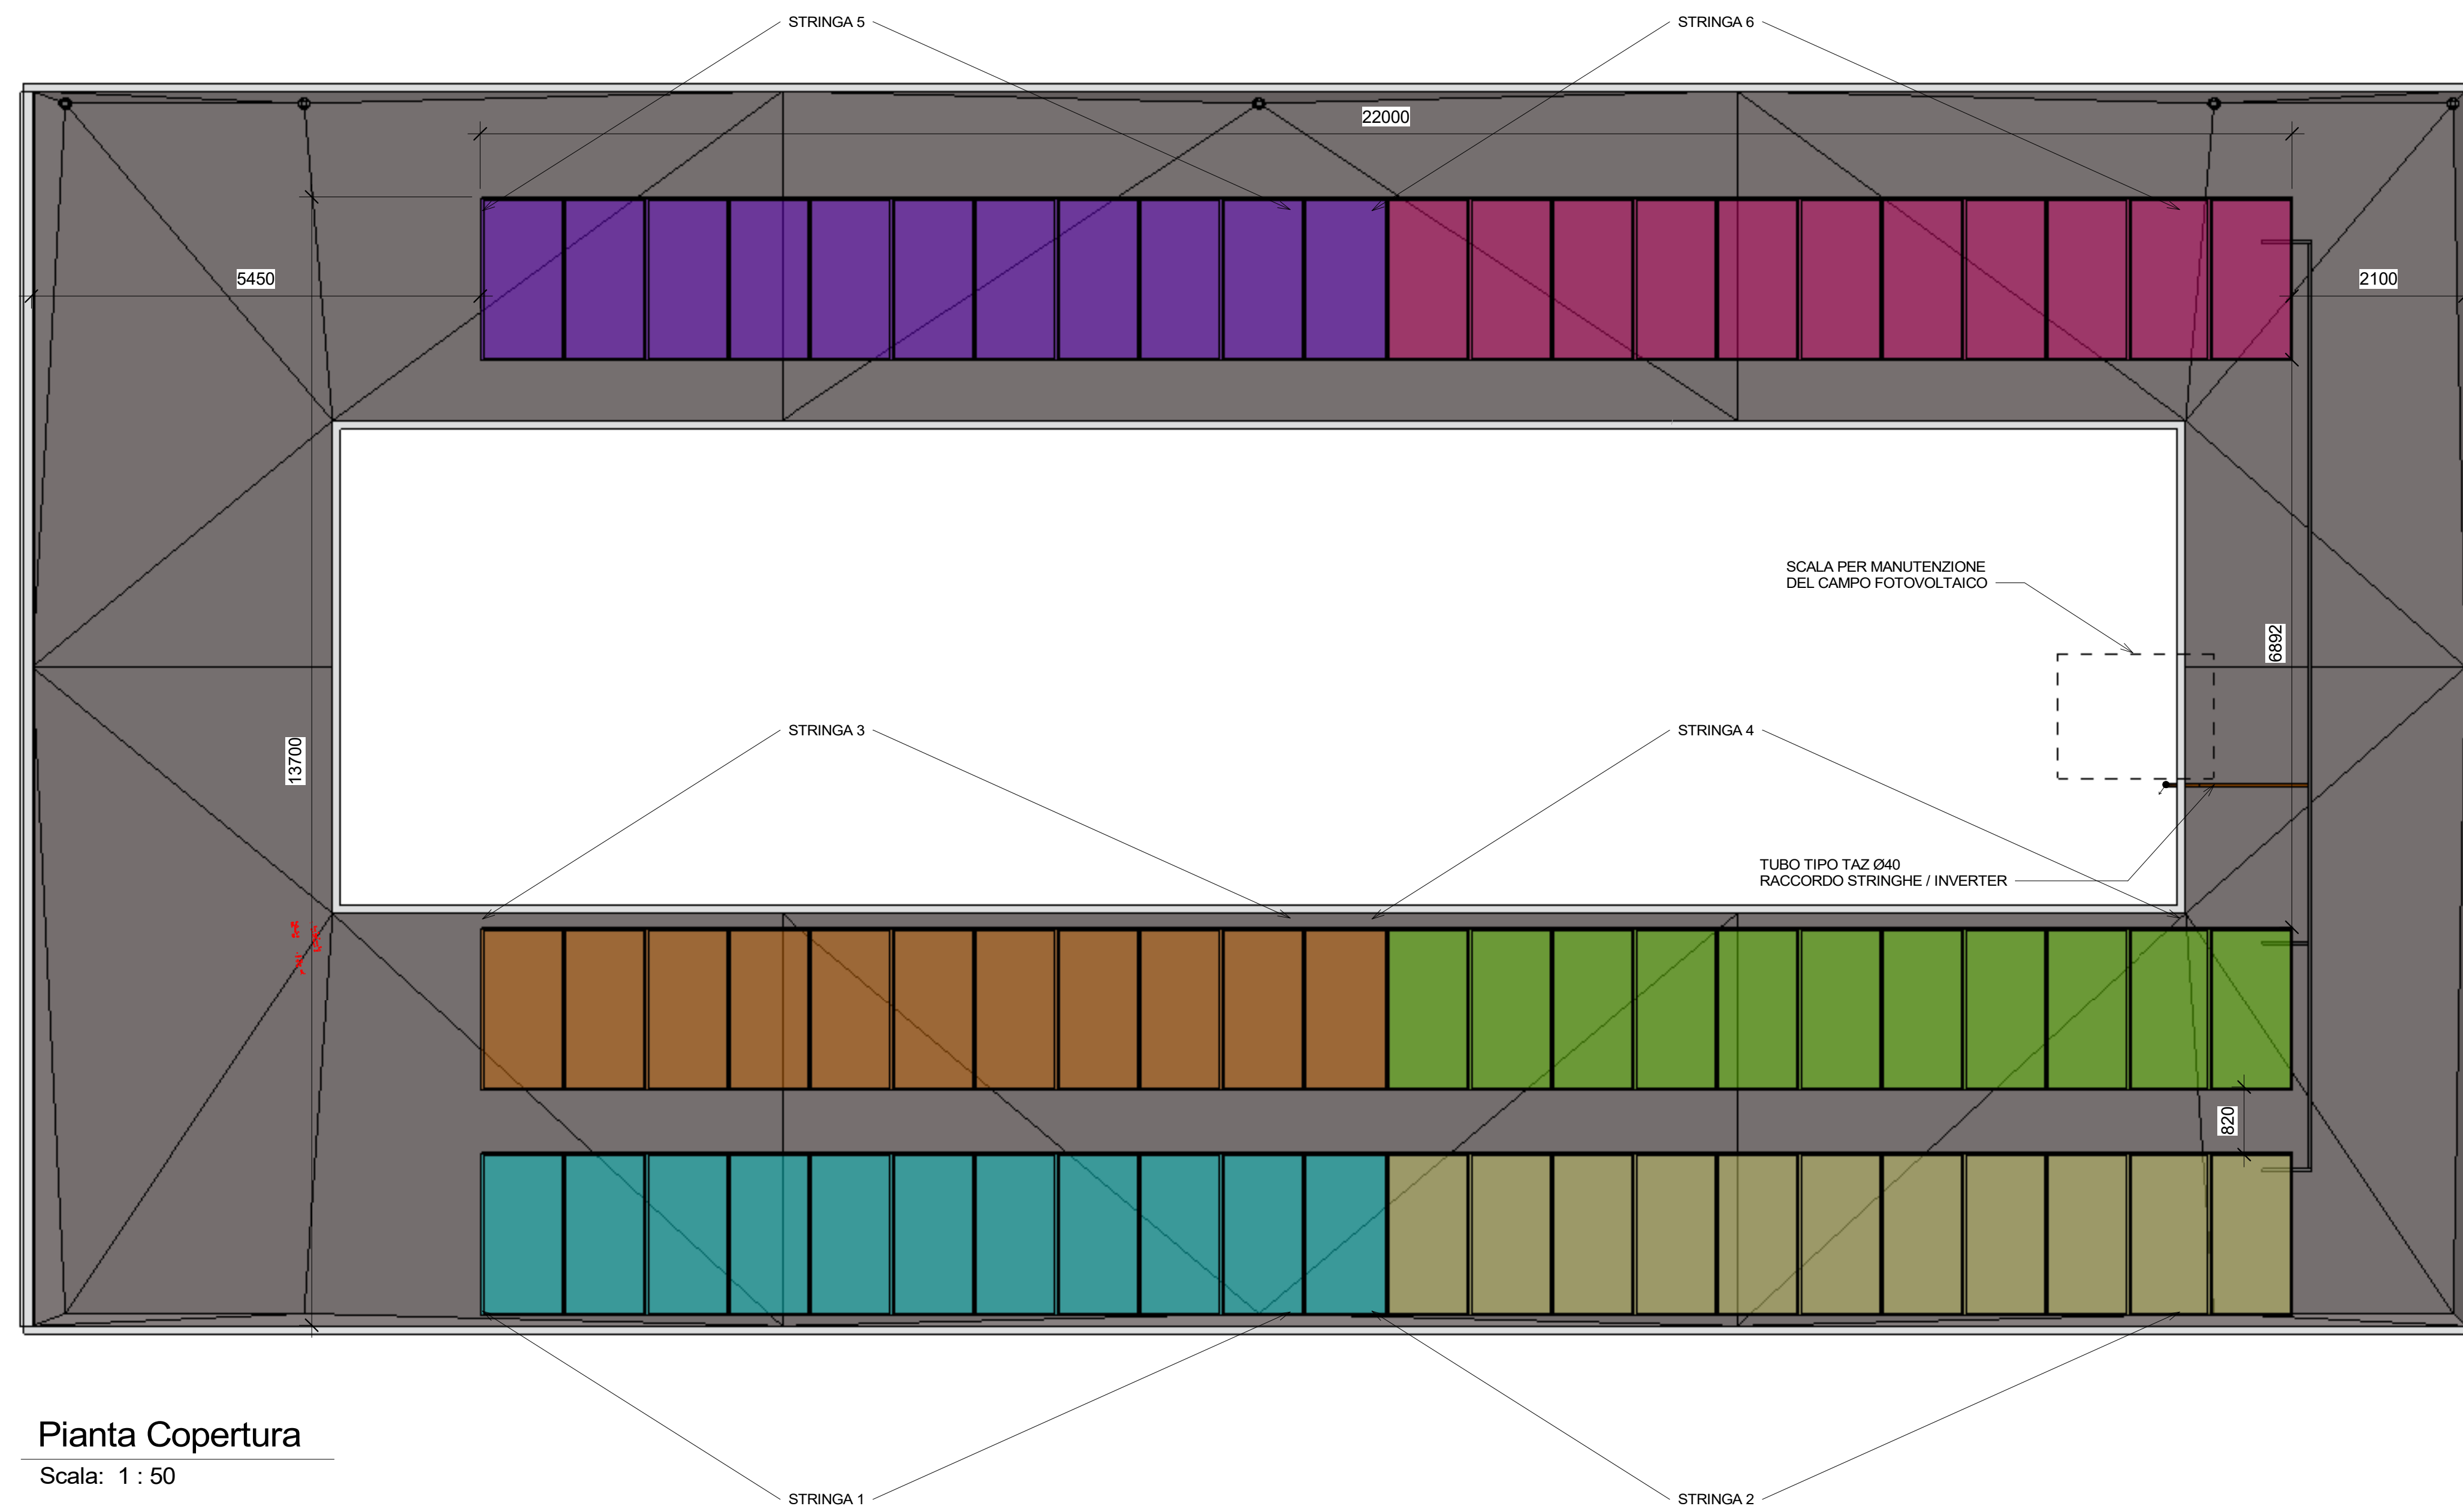 STRINGA 5
STRINGA 6
22000
5450
2100
SCALA PER MANUTENZIONE
DEL CAMPO FOTOVOLTAICO
6892
STRINGA 3
STRINGA 4
13700
TUBO TIPO TAZ Ø40
RACCORDO STRINGHE / INVERTER
820
Pianta Copertura
Scala: 1 : 50
STRINGA 1
STRINGA 2